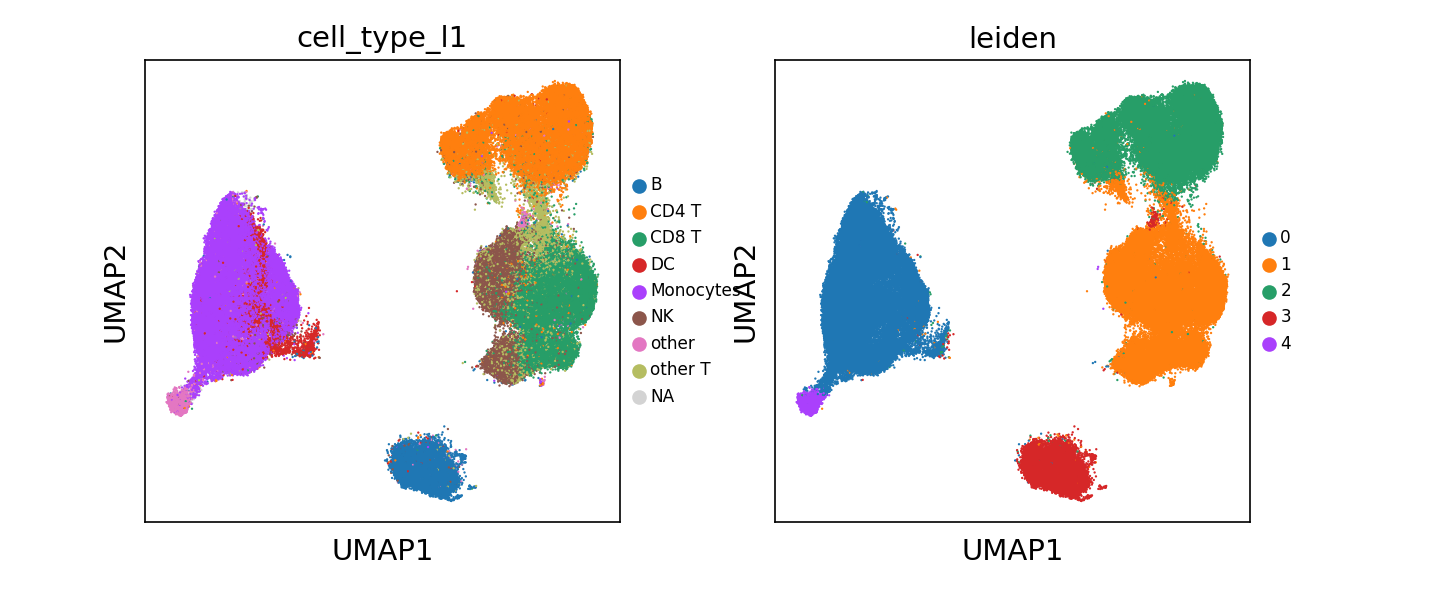 cell_type_l1
UMAP2
UMAP1
B
CD4 T
CD8 T
DC
Monocytes
NK
other
other T
NA
leiden
UMAP2
UMAP1
0
1
2
3
4